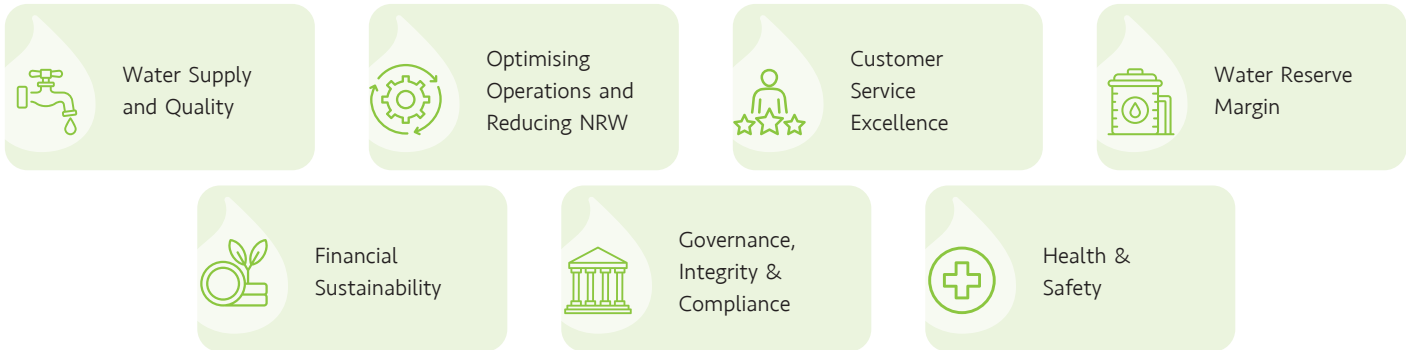 Water Supply
and Quality
Optimising
Operations and
Reducing NRW
Customer
Service
Excellence
Water Reserve
Margin
Financial
Sustainability
Governance,
Integrity &
Compliance
Health &
Safety